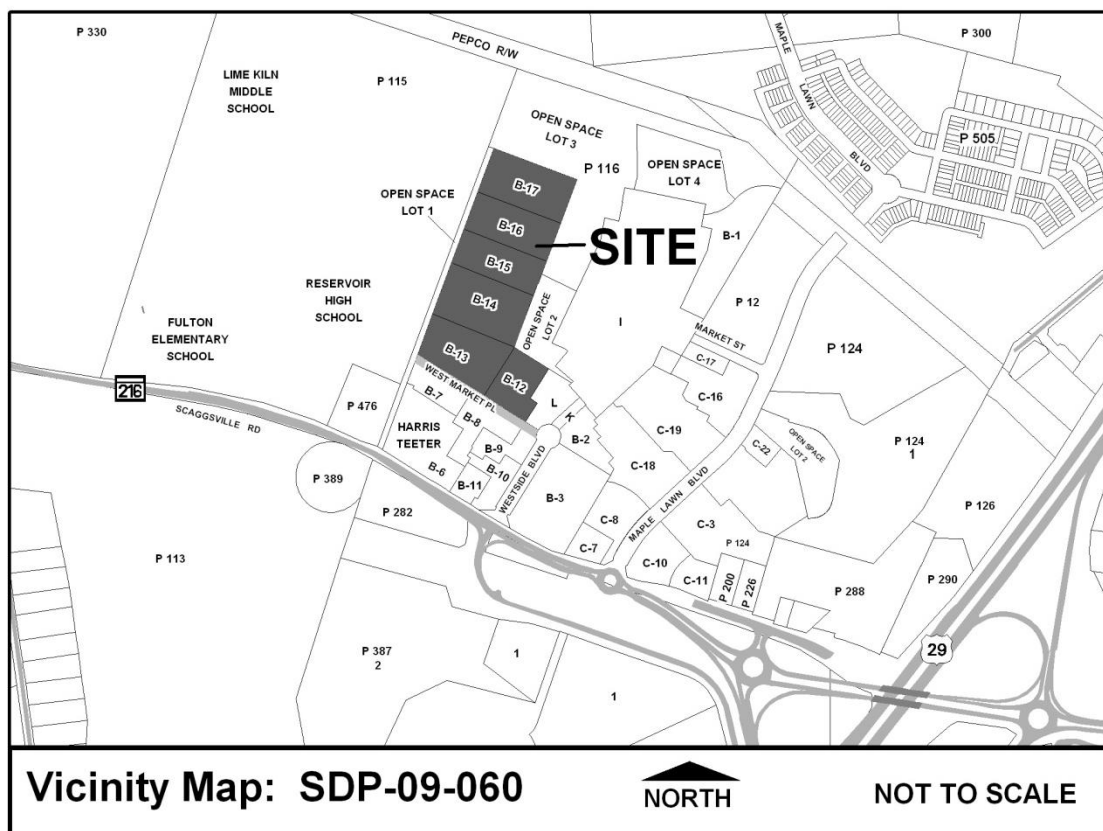 P 330
PEPCO R/W
MAPLE
LAWN
BLVD
P 300
LIME KILN
MIDDLE
SCHOOL
P 115
OPEN SPACE
LOT 3
P 116
OPEN SPACE
LOT 4
P 505
OPEN SPACE
LOT 1
B-17
B-16
B-15
B-14
B-13
B-12
SITE
B-1
P 12
RESERVOIR
HIGH
SCHOOL
OPEN SPACE
LOT 2
I
MARKET ST
P 124
FULTON
ELEMENTARY
SCHOOL
C-17
216
SCAGGSVILLE RD
P 476
WEST MARKET PL
B-7
B-8
L
K
C-16
HARRIS
TEETER
B-9
B-2
C-19
C-22
OPEN SPACE
LOT 2
P 124
1
B-6
B-10
B-11
WESTSIDE BLVD
C-18
P 389
B-3
MAPLE LAWN BLVD
P 282
C-8
C-3
P 126
P 113
C-7
P 124
C-10
C-11
P 200
P 226
P 288
P 290
29
P 387
2
1
1
Vicinity Map: SDP-09-060
NORTH
NOT TO SCALE